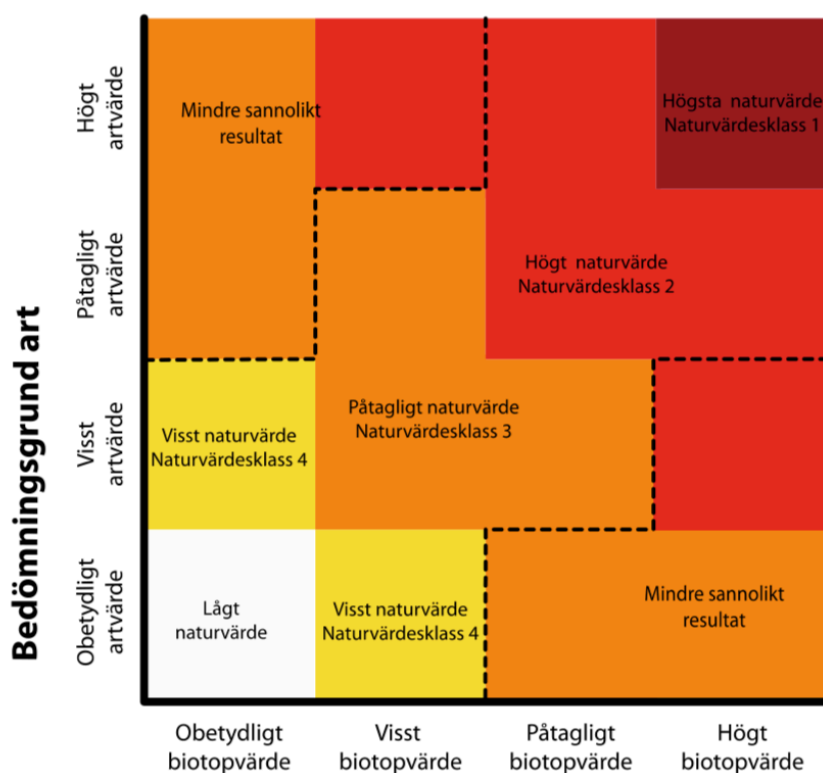 Bedömningsgrund art
Högt
artvärde
Påtagligt
artvärde
Visst
artvärde
Obetydligt
artvärde
Mindre sannolikt
resultat
Högsta naturvärde
Naturvärdesklass 1
Högt naturvärde
Naturvärdesklass 2
Påtagligt naturvärde
Naturvärdesklass 3
Visst naturvärde
Naturvärdesklass 4
Lågt
naturvärde
Visst naturvärde
Naturvärdesklass 4
Mindre sannolikt
resultat
Obetydligt
biotopvärde
Visst
biotopvärde
Påtagligt
biotopvärde
Högt
biotopvärde